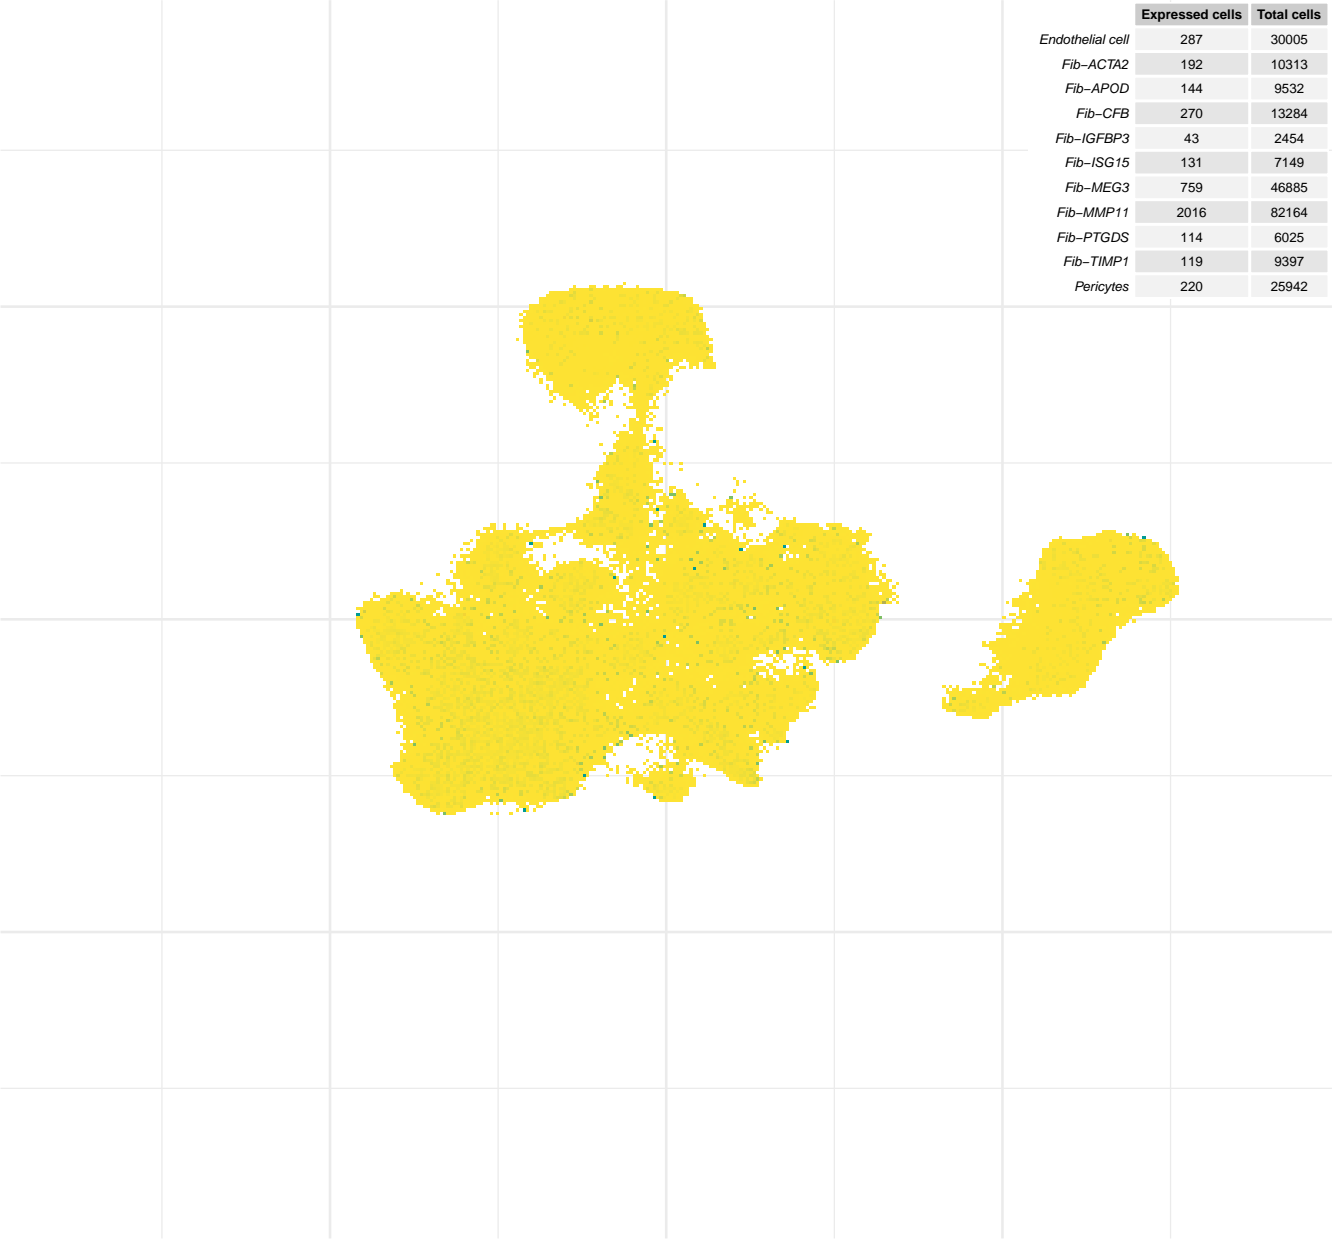 Expressed cells Total cells
Endothelial cell 287 30005
Fib−ACTA2 192 10313
Fib−APOD 144 9532
Fib−CFB 270 13284
Fib−IGFBP3 43 2454
Fib−ISG15 131 7149
Fib−MEG3 759 46885
Fib−MMP11 2016 82164
Fib−PTGDS 114 6025
Fib−TIMP1 119 9397
Pericytes 220 25942